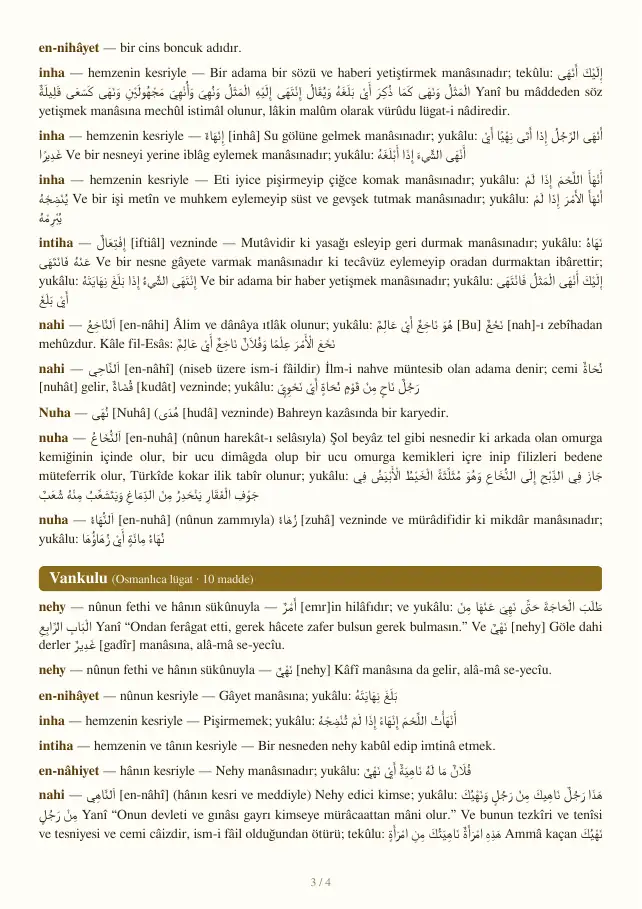 en-nihâyet — bir cins boncuk adıdır.
inha — hemzenin kesriyle — Bir adama bir sözü ve haberi yetiştirmek manâsınadır; tekûlu: إِلَيْكَ أَنْهَى
الْمَثَلَ وَنَهَى كَمَا ذُكِرَ أَيْ بَلَغَهُ وَيُقَالُ إِنْتَهَى إِلَيْهِ الْمَثَلُ وَنُهِيَ وَأُنْهِيَ مَجْهُولَيْنِ وَنَهَى كَسَعَى قَلِيلَةٌ Yanî bu mâddeden söz
yetişmek manâsına mechûl istimâl olunur, lâkin malûm olarak vürûdu lügat-i nâdiredir.
inha — hemzenin kesriyle — إِنْهَاءٌ [inhâ] Su gölüne gelmek manâsınadır; yukâlu: أَنْهَى الرَّجُلُ إِذَا أَتَى نِهْيًا أَيْ
غَدِيرًا Ve bir nesneyi yerine iblâğ eylemek manâsınadır; yukâlu: أَنْهَى الشَّيْءَ إِذَا أَبْلَغَهُ
inha — hemzenin kesriyle — Eti iyice pişirmeyip çiğce komak manâsınadır; yukâlu: أَنْهَأَ اللَّحْمَ إِذَا لَمْ
يُنْضِجْهُ Ve bir işi metîn ve muhkem eylemeyip süst ve gevşek tutmak manâsınadır; yukâlu: أَنْهَأَ الْأَمْرَ إِذَا لَمْ
يُبْرِمْهُ
intiha — إِفْتِعَالٌ [iftiâl] vezninde — Mutâvidir ki yasağı esleyip geri durmak manâsınadır; yukâlu: نَهَاهُ
عَنْهُ فَانْتَهَى Ve bir nesne gâyete varmak manâsınadır ki tecâvüz eylemeyip oradan durmaktan ibârettir;
yukâlu: إِنْتَهَى الشَّيْءُ إِذَا بَلَغَ نِهَايَتَهُ Ve bir adama bir haber yetişmek manâsınadır; yukâlu: إِلَيْكَ أَنْهَى الْمَثَلُ فَانْتَهَى
أَيْ بَلَغَ
nahi — اَلنَّاخِعُ [en-nâhi] Âlim ve dânâya ıtlâk olunur; yukâlu: هُوَ نَاخِعٌ أَيْ عَالِمٌ [Bu] نَخْعٌ [nah]-ı zebîhadan
mehûzdur. Kâle fil-Esâs: نَخَعَ الْأَمْرَ عِلْمًا وَفُلَانٌ نَاخِعٌ أَيْ عَالِمٌ
nahi — اَلنَّاحِي [en-nâhî] (niseb üzere ism-i fâildir) İlm-i nahve müntesib olan adama denir; cemi نُحَاةٌ
[nuhât] gelir, قُضَاةٌ [kudât] vezninde; yukâlu: رَجُلٌ نَاحٍ مِنْ قَوْمٍ نُحَاةٍ أَيْ نَحْوِيٌّ
Nuha — نُهَى [Nuhâ] (هُدَى [hudâ] vezninde) Bahreyn kazâsında bir karyedir.
nuha — اَلنُّخَاعُ [en-nuhâ) (nûnun harekât-ı selâsıyla) Şol beyâz tel gibi nesnedir ki arkada olan omurga
kemiğinin içinde olur, bir ucu dimâğda olup bir ucu omurga kemikleri içre inip filizleri bedene
müteferrik olur, Türkîde kokar ilik tabîr olunur; yukâlu: جَازَ فِي الذَّبْحِ إِلَى النُّخَاعِ وَهُوَ مُثَلَّثَةً الْخَيْطُ الْأَبْيَضُ فِي
جَوْفِ الْفَقَارِ يَنْحَدِرُ مِنَ الدِّمَاغِ وَيَتَشَعَّبُ مِنْهُ شُعَبٌ
nuha — اَلنُّهَاءُ [en-nuhâ] (nûnun zammıyla) زُهَاءٌ [zuhâ] vezninde ve mürâdifidir ki mikdâr manâsınadır;
yukâlu: نُهَاءُ مِائَةٍ أَيْ زُهَاؤُهَا
Vankulu (Osmanlıca lügat · 10 madde)
nehy — nûnun fethi ve hânın sükûnuyla — أَمْرٌ [emr]in hilâfıdır; ve yukâlu: طَلَبَ الْحَاجَةَ حَتَّى نَهِيَ عَنْهَا مِنْ
الْبَابِ الرَّابِعِ Yanî “Ondan ferâgat etti, gerek hâcete zafer bulsun gerek bulmasın.” Ve نَهْيٌ [nehy] Göle dahi
derler غَدِيرٌ [gadîr] manâsına, alâ-mâ se-yecîu.
nehy — nûnun fethi ve hânın sükûnuyla — نَهْيٌ [nehy] Kâfî manâsına da gelir, alâ-mâ se-yecîu.
en-nihâyet — nûnun kesriyle — Gâyet manâsına; yukâlu: بَلَغَ نِهَايَتَهُ
inha — hemzenin kesriyle — Pişirmemek; yukâlu: أَنْهَأْتُ اللَّحْمَ إِنْهَاءً إِذَا لَمْ تُنْضِجْهُ
intiha — hemzenin ve tânın kesriyle — Bir nesneden nehy kabûl edip imtinâ etmek.
en-nâhiyet — hânın kesriyle — Nehy manâsınadır; yukâlu: فُلَانٌ مَا لَهُ نَاهِيَةٌ أَيْ نَهْيٌ
nahi — اَلنَّاهِي [en-nâhî] (hânın kesri ve meddiyle) Nehy edici kimse; yukâlu: هَذَا رَجُلٌ نَاهِيكَ مِنْ رَجُلٍ وَنَهْيُكَ
مِنْ رَجُلٍ Yanî “Onun devleti ve gınâsı gayrı kimseye mürâcaattan mâni olur.” Ve bunun tezkîri ve tenîsi
ve tesniyesi ve cemi câizdir, ism-i fâil olduğundan ötürü; tekûlu: هَذِهِ امْرَأَةٌ نَاهِيَتُكَ مِنِ امْرَأَةٍ Ammâ kaçan نَهْيُكَ
3 / 4